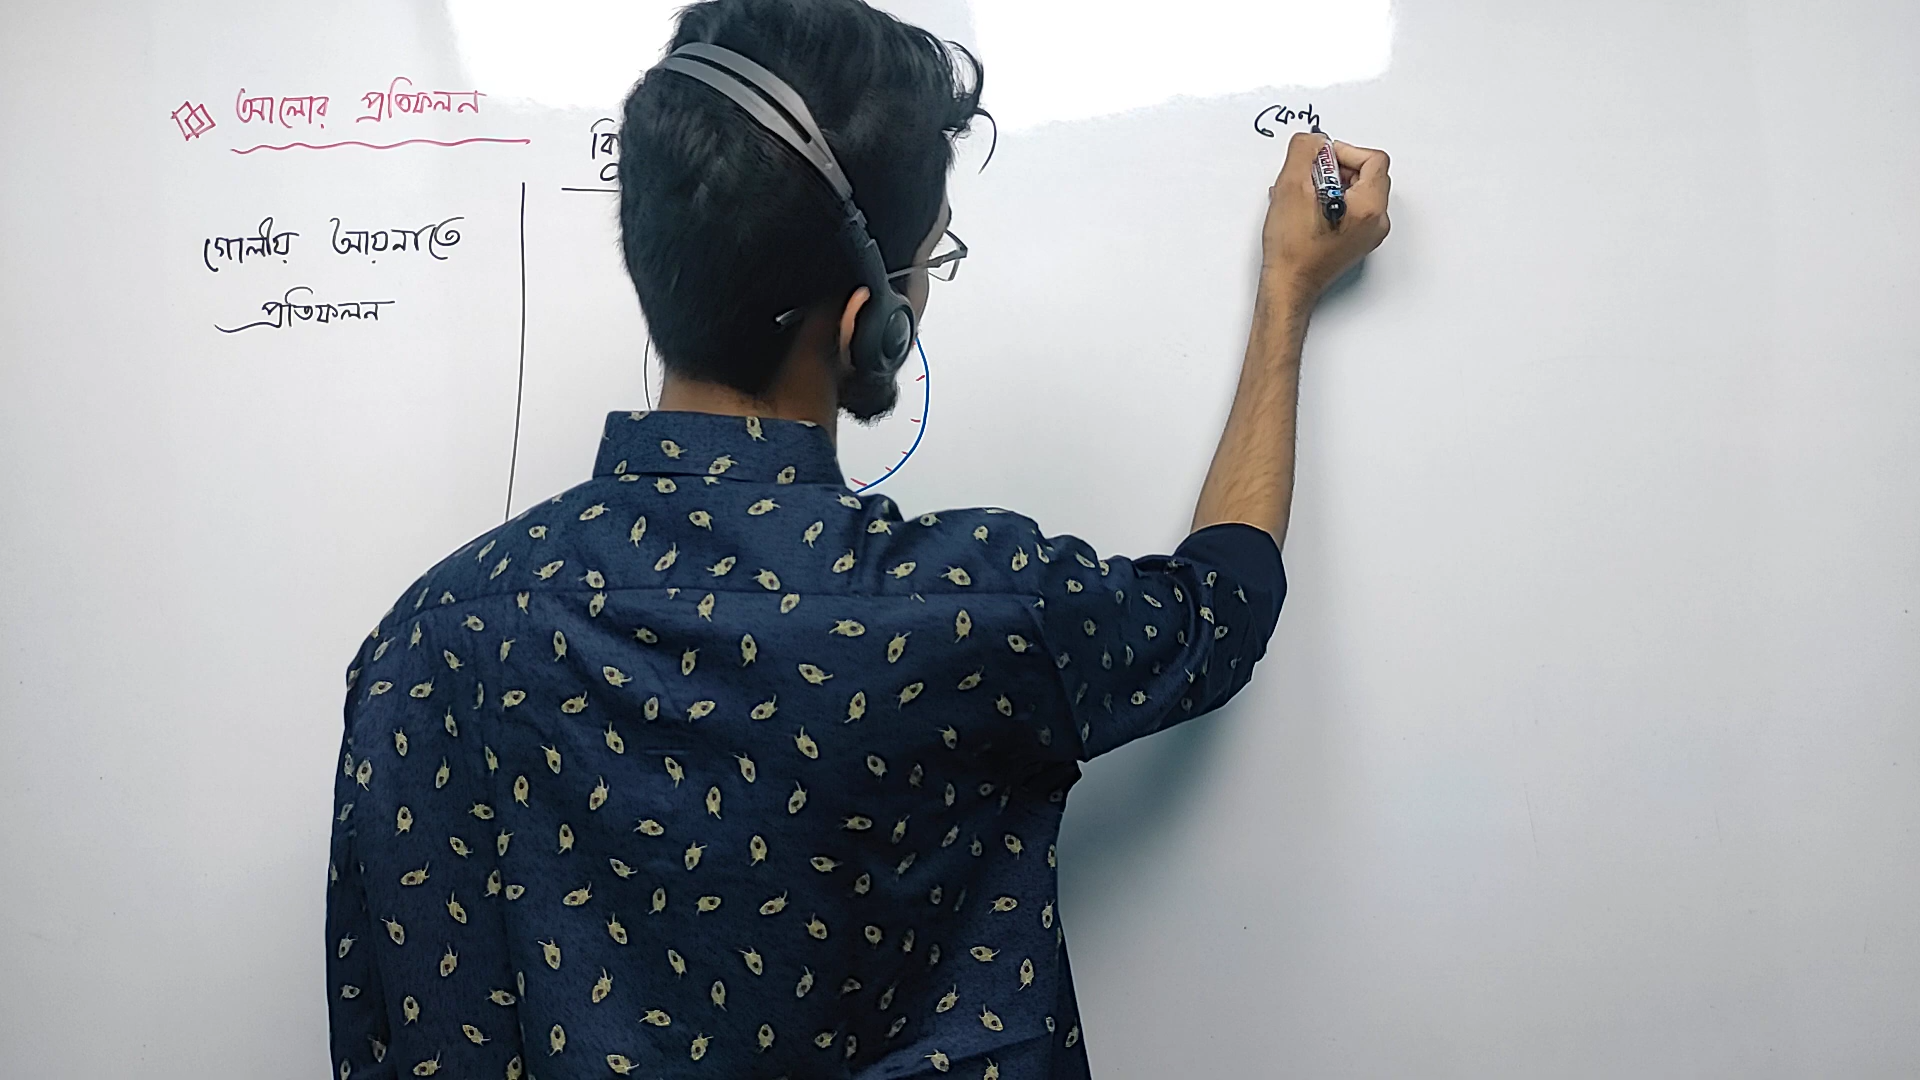 আলোর প্রতিফলন
গোলীয় আয়নাতে
প্রতিফলন